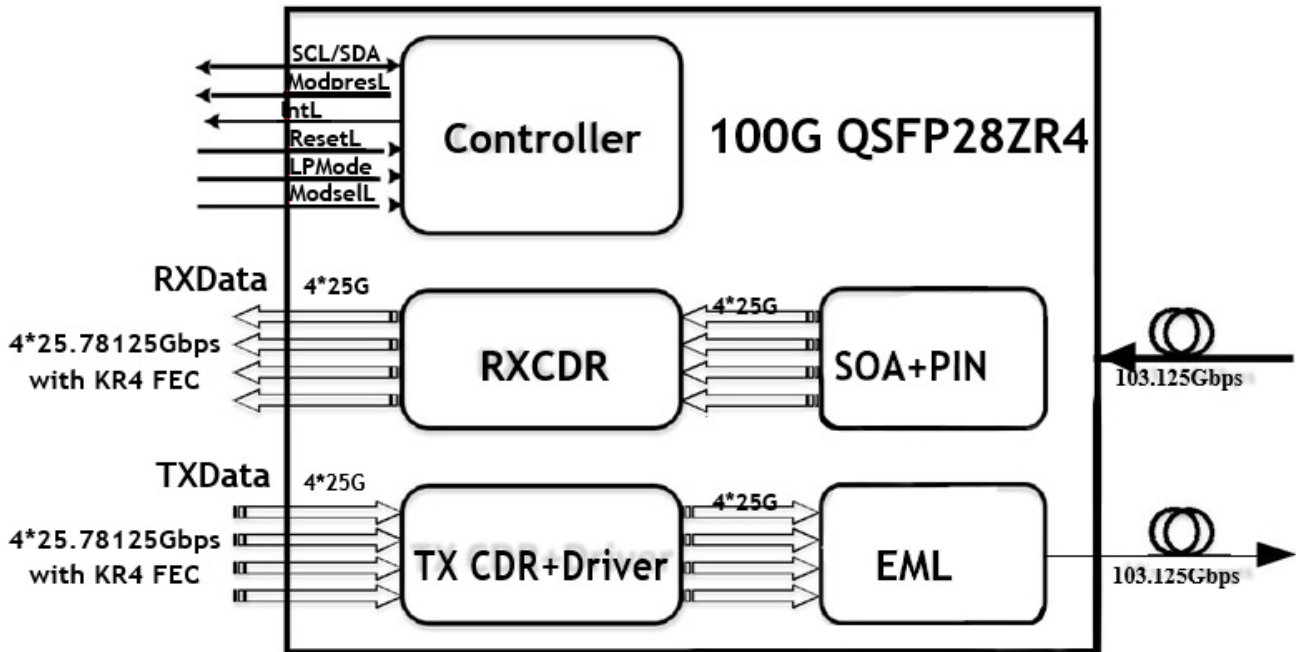 SCL/SDA
ModpresL
IntL
ResetL
LPMode
ModselL
Controller
100G QSFP28ZR4
RXData
4*25G
4*25G
4*25.78125Gbps
with KR4 FEC
RXCDR
SOA+PIN
103.125Gbps
TXData
4*25G
4*25G
4*25.78125Gbps
with KR4 FEC
TX CDR+Driver
EML
103.125Gbps